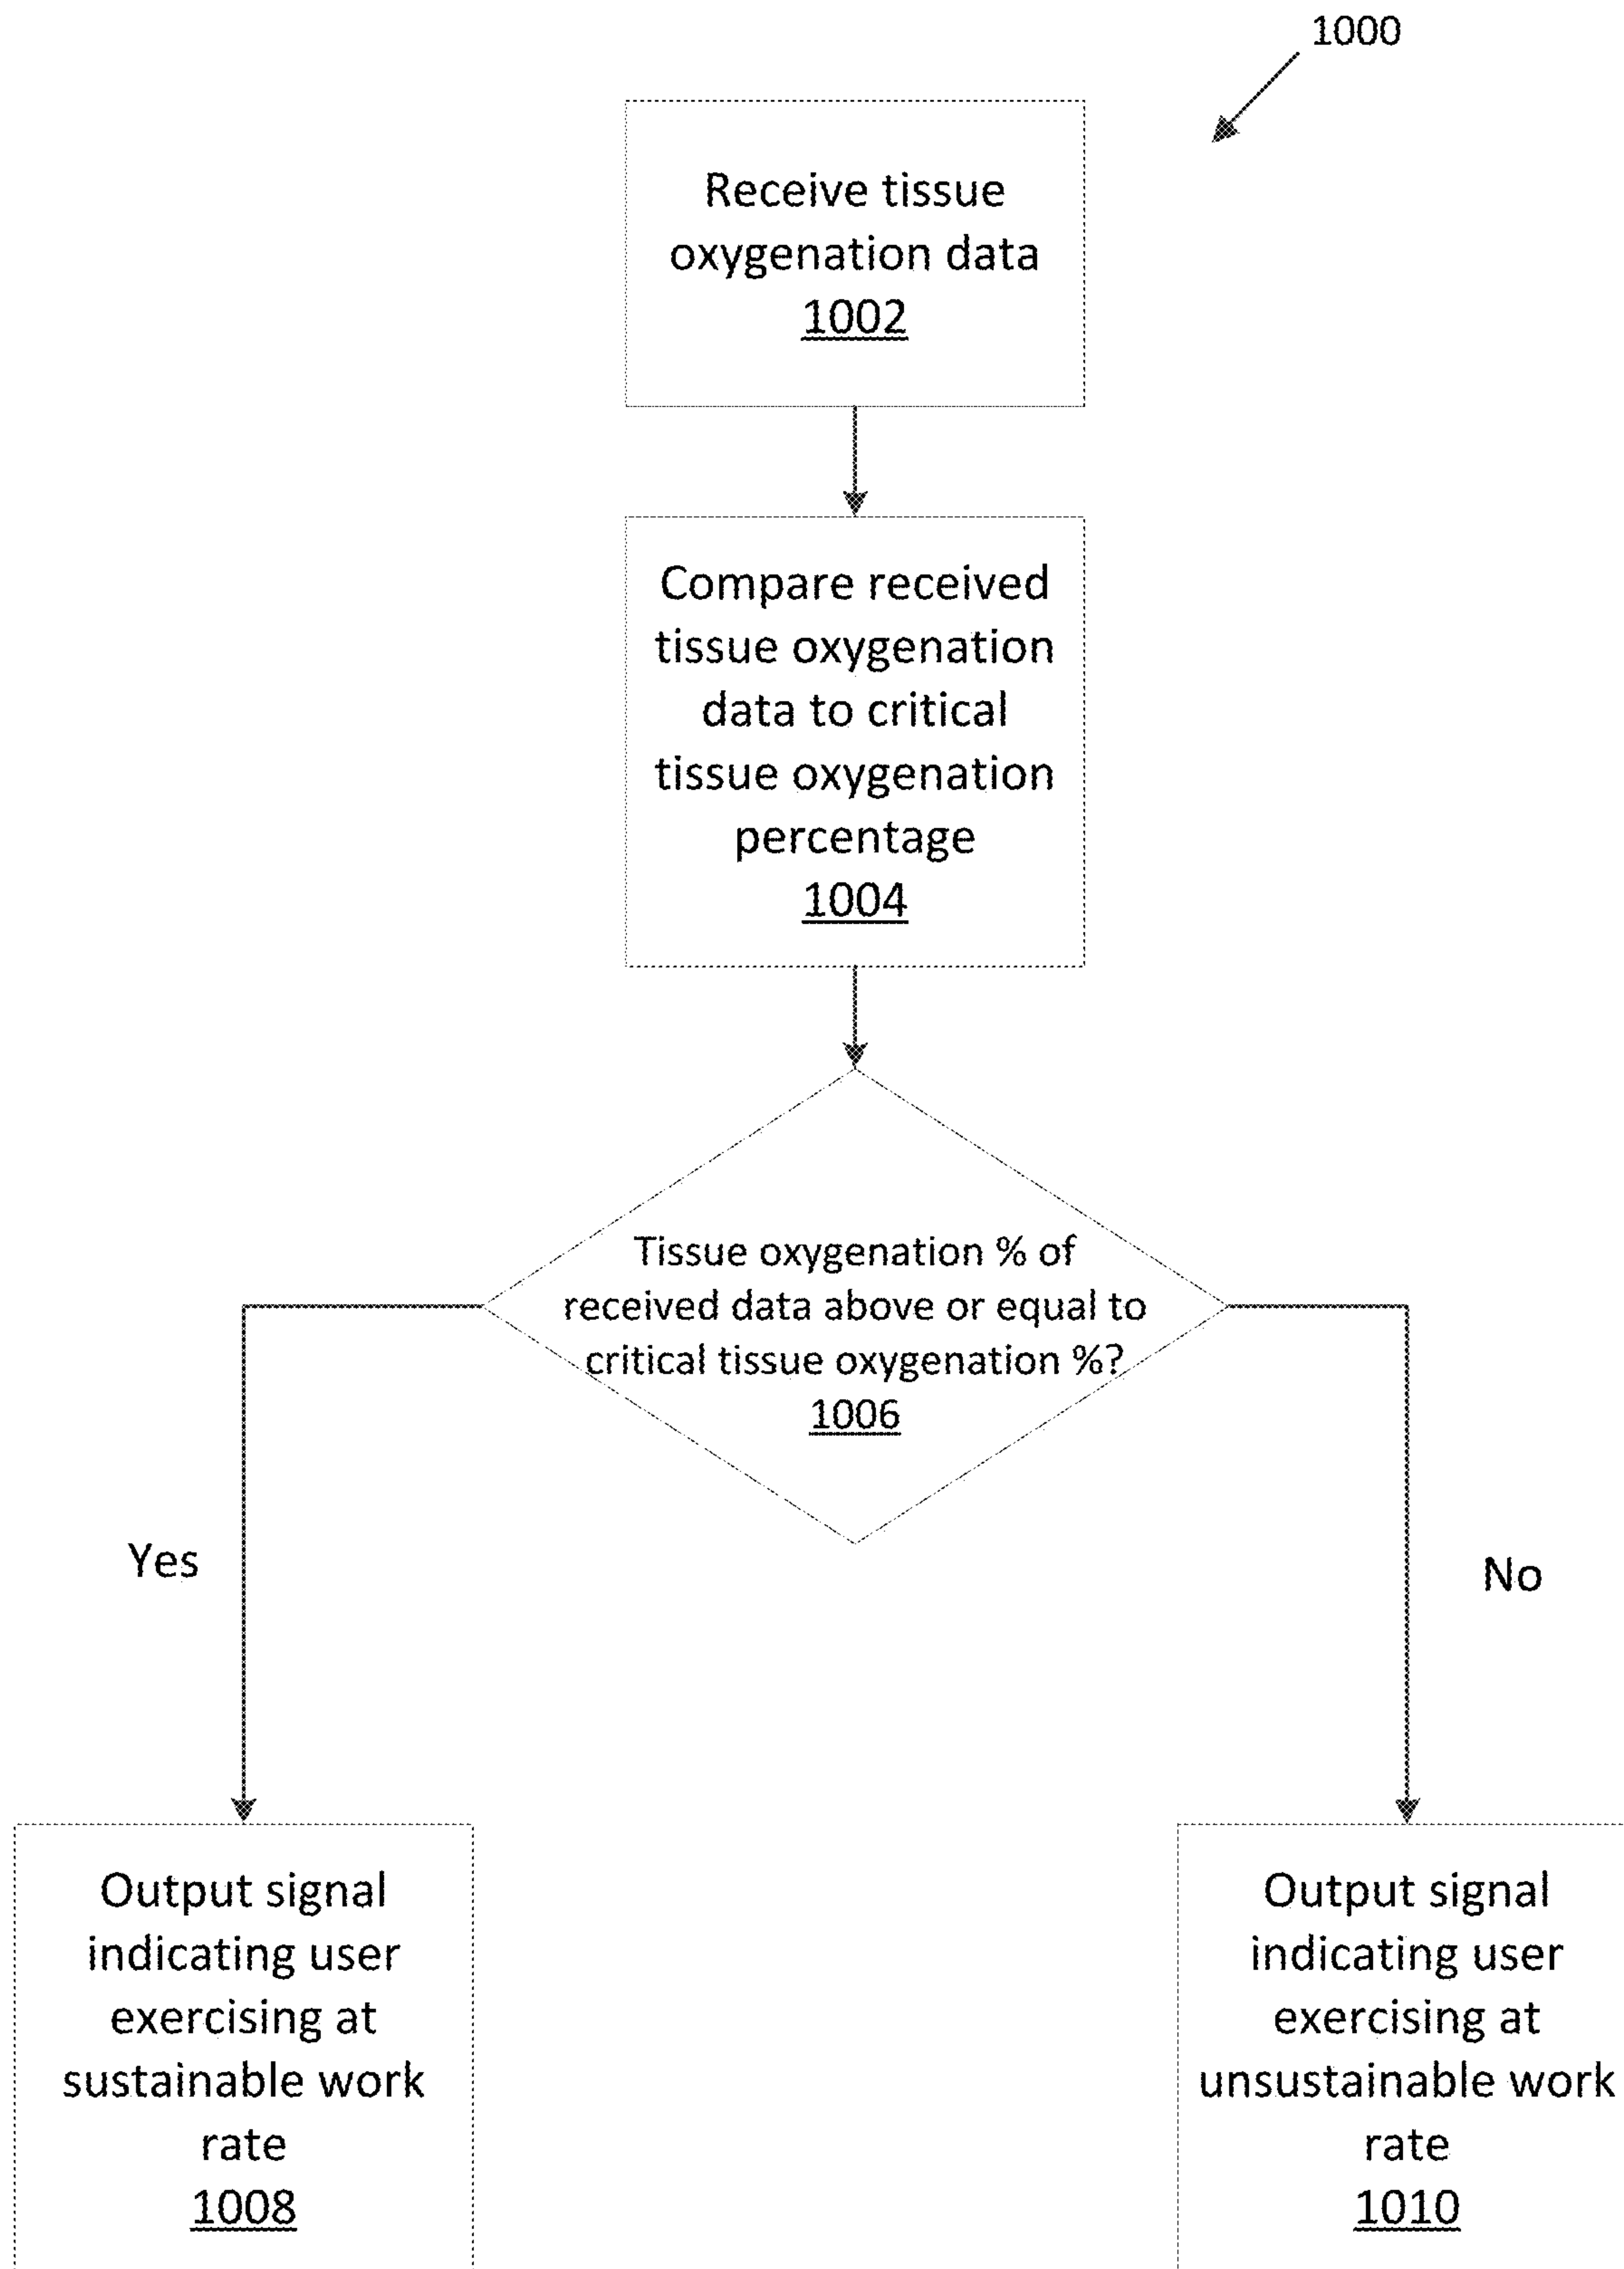 1000
Receive tissue
oxygenation data
1002
Compare received
tissue oxygenation
data to critical
tissue oxygenation
percentage
1004
Tissue oxygenation % of
received data above or equal to
critical tissue oxygenation %?
1006
Yes
No
Output signal
indicating user
exercising at
sustainable work
rate
1008
Output signal
indicating user
exercising at
unsustainable work
rate
1010